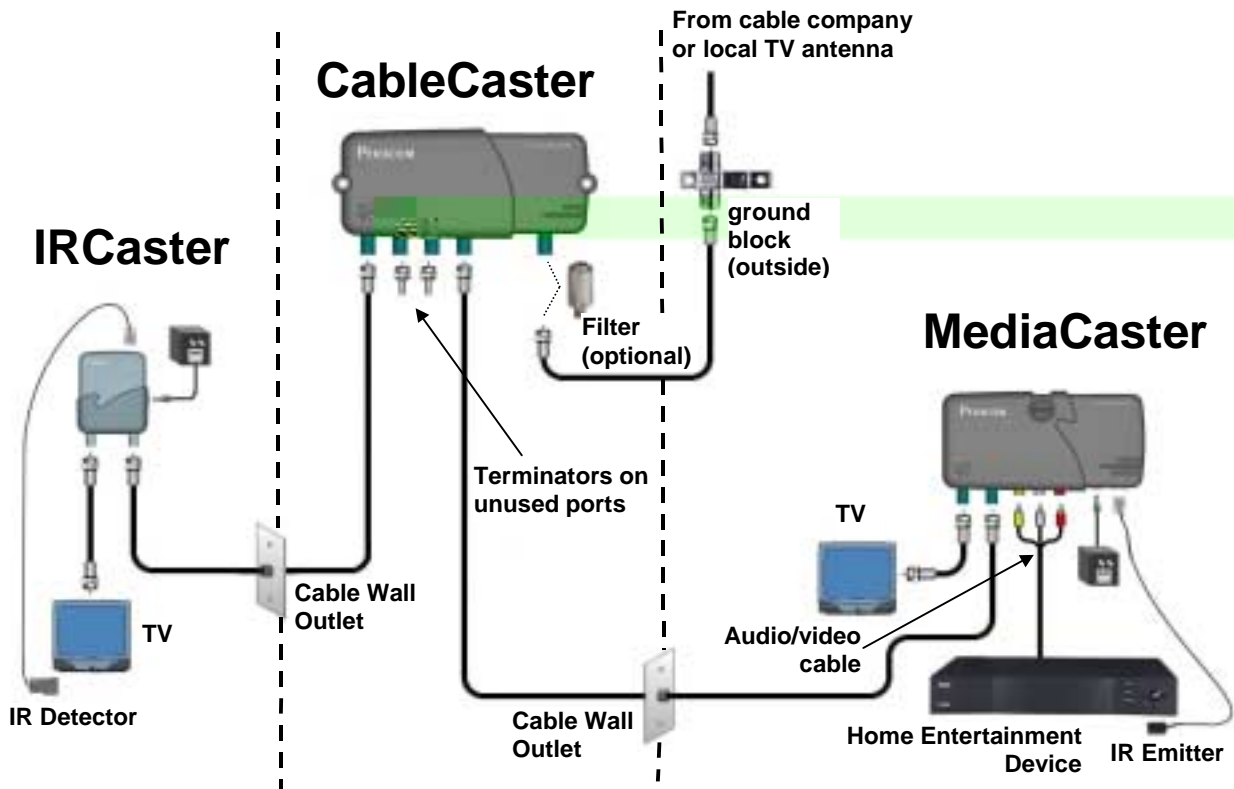 From cable company
or local TV antenna
CableCaster
ground
block
(outside)
IRCaster
Filter
(optional)
MediaCaster
Terminators on
unused ports
TV
Cable Wall
Outlet
TV
Audio/video
cable
IR Detector
Cable Wall
Outlet
Home Entertainment
Device
IR Emitter